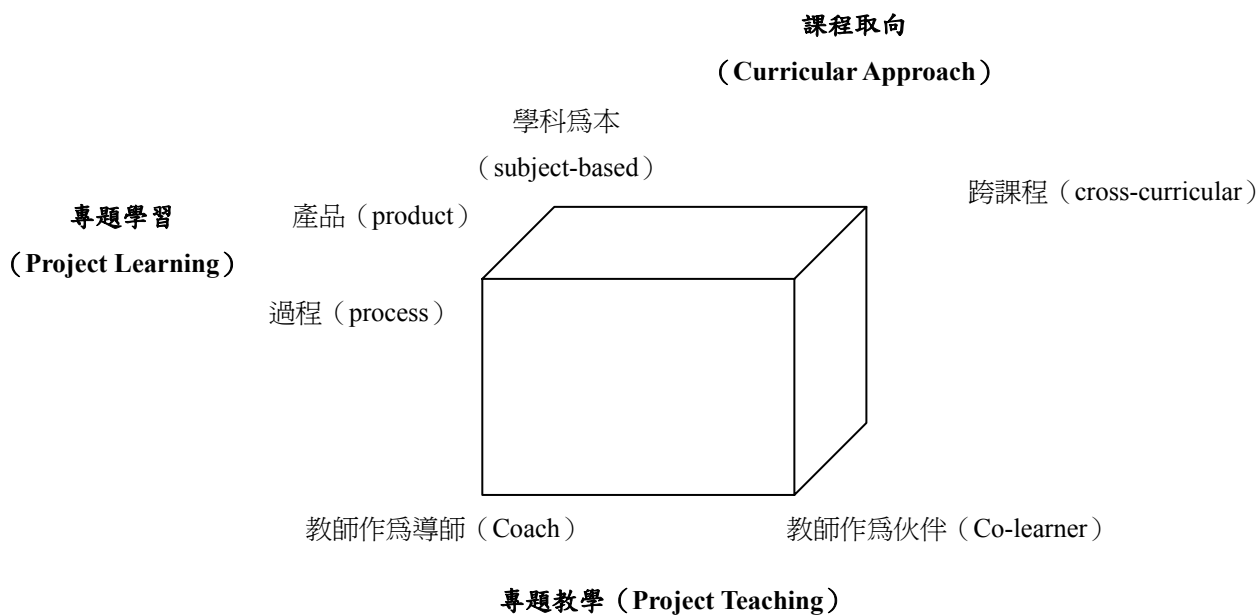 課程取向
（Curricular Approach）
學科爲本
（subject-based）
跨課程（cross-curricular）
專題學習
（Project Learning）
產品（product）
過程（process）
教師作爲導師（Coach）
教師作爲伙伴（Co-learner）
專題教學（Project Teaching）